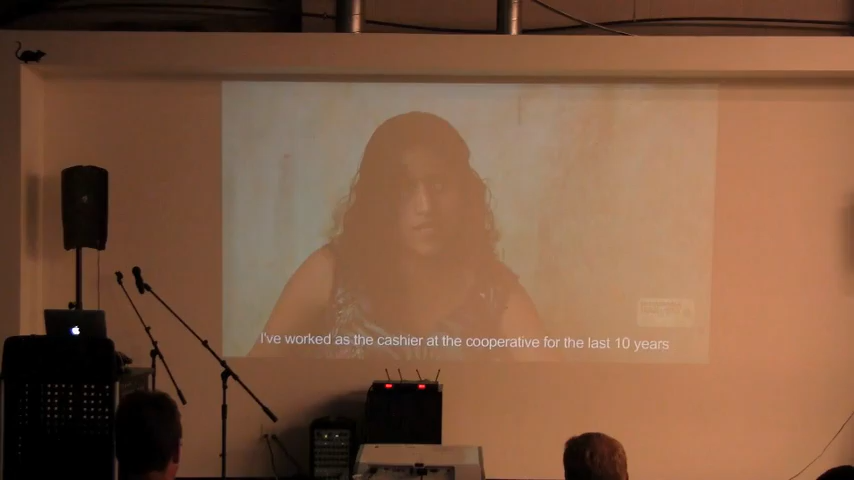 I've worked as the cashier at the cooperative for the last 10 years